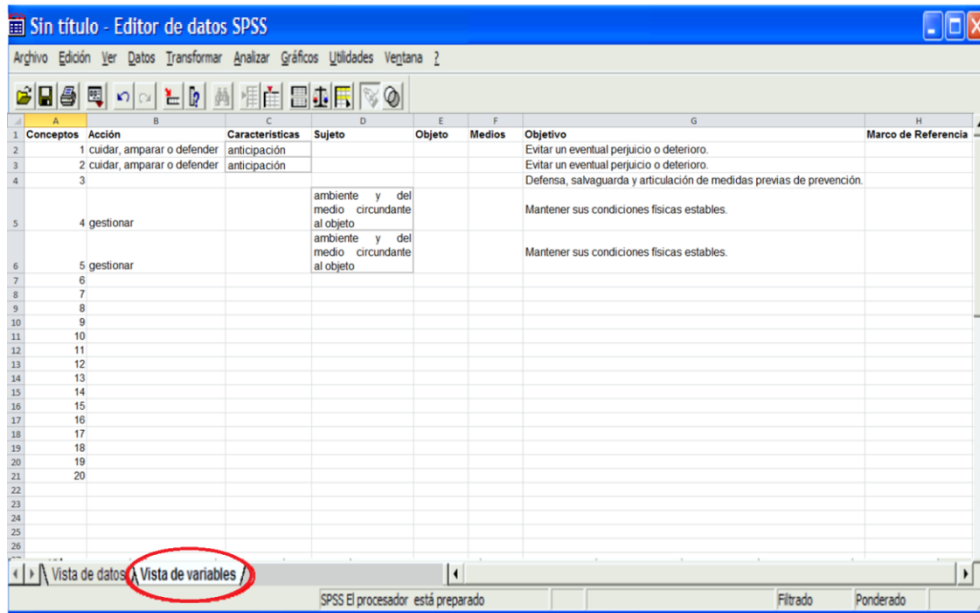 Sin título - Editor de datos SPSS
Archivo Edición Ver Datos Transformar Analizar Gráficos Utilidades Ventana ?
A B C D E F G H
1 Conceptos Acción Características Sujeto Objeto Medios Objetivo Marco de Referencia
2 1 cuidar, amparar o defender anticipación Evitar un eventual perjuicio o deterioro.
3 2 cuidar, amparar o defender anticipación Evitar un eventual perjuicio o deterioro.
4 3 Defensa, salvaguarda y articulación de medidas previas de prevención.
ambiente y del
medio circundante Mantener sus condiciones físicas estables.
5 4 gestionar al objeto
ambiente y del
medio circundante Mantener sus condiciones físicas estables.
6 5 gestionar al objeto
7 6
8 7
9 8
10 9
11 10
12 11
13 12
14 13
15 14
16 15
17 16
18 17
19 18
20 19
21 20
22
23
24
25
26
Vista de datos Vista de variables
SPSS El procesador está preparado Filtrado Ponderado